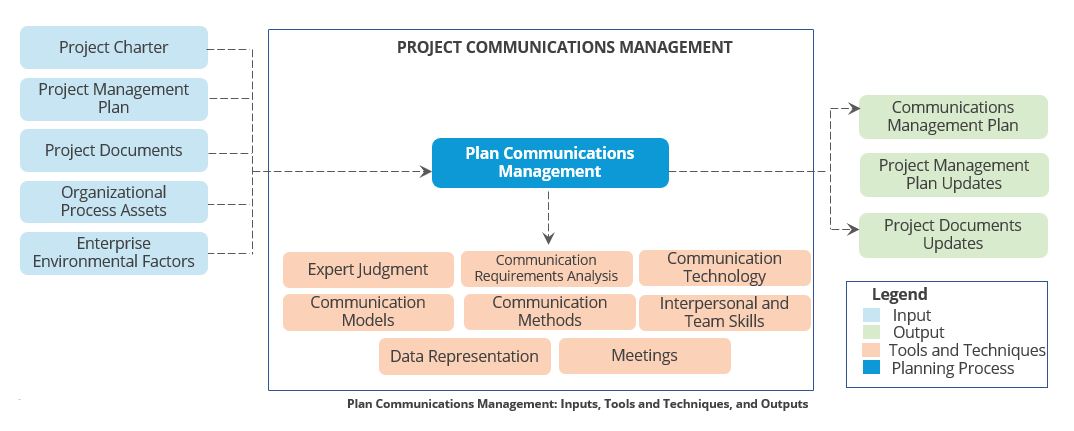 Project Charter
Project Management
Plan
Project Documents
Organizational
Process Assets
Enterprise
Environmental Factors
PROJECT COMMUNICATIONS MANAGEMENT
Plan Communications
Management
Expert Judgment
Communication
Requirements Analysis
Communication
Technology
Communication
Models
Communication
Methods
Interpersonal and
Team Skills
Data Representation
Meetings
Communications
Management Plan
Project Management
Plan Updates
Project Documents
Updates
Legend
Input
Output
Tools and Techniques
Planning Process
Plan Communications Management: Inputs, Tools and Techniques, and Outputs